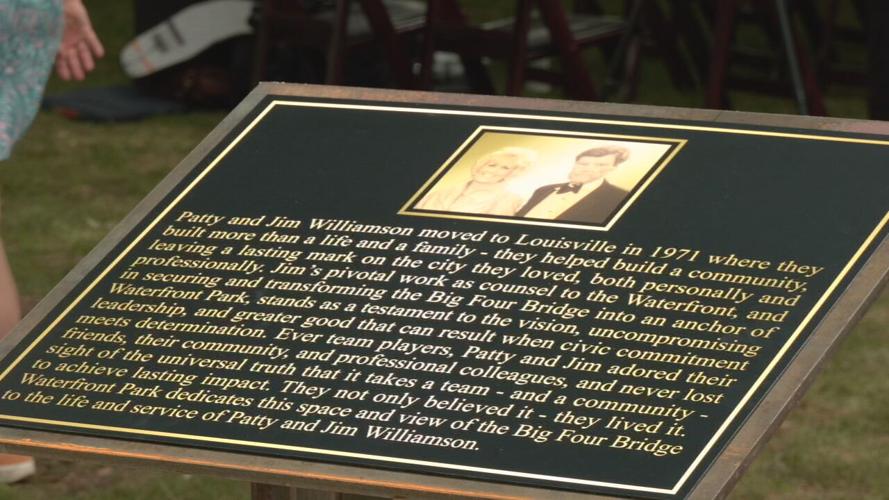 Patty and Jim Williamson moved to Louisville in 1971 where they
built more than a life and a family - they helped build a community,
leaving a lasting mark on the city they loved, both personally and
professionally. Jim's pivotal work as counsel to the Waterfront, and
in securing and transforming the Big Four Bridge into an anchor of
Waterfront Park, stands as a testament to the vision, uncompromising
leadership, and greater good that can result when civic commitment
meets determination. Ever team players, Patty and Jim adored their
friends, their community, and professional colleagues, and never lost
sight of the universal truth that it takes a team - and a community -
to achieve lasting impact. They not only believed it - they lived it.
Waterfront Park dedicates this space and view of the Big Four Bridge
to the life and service of Patty and Jim Williamson.